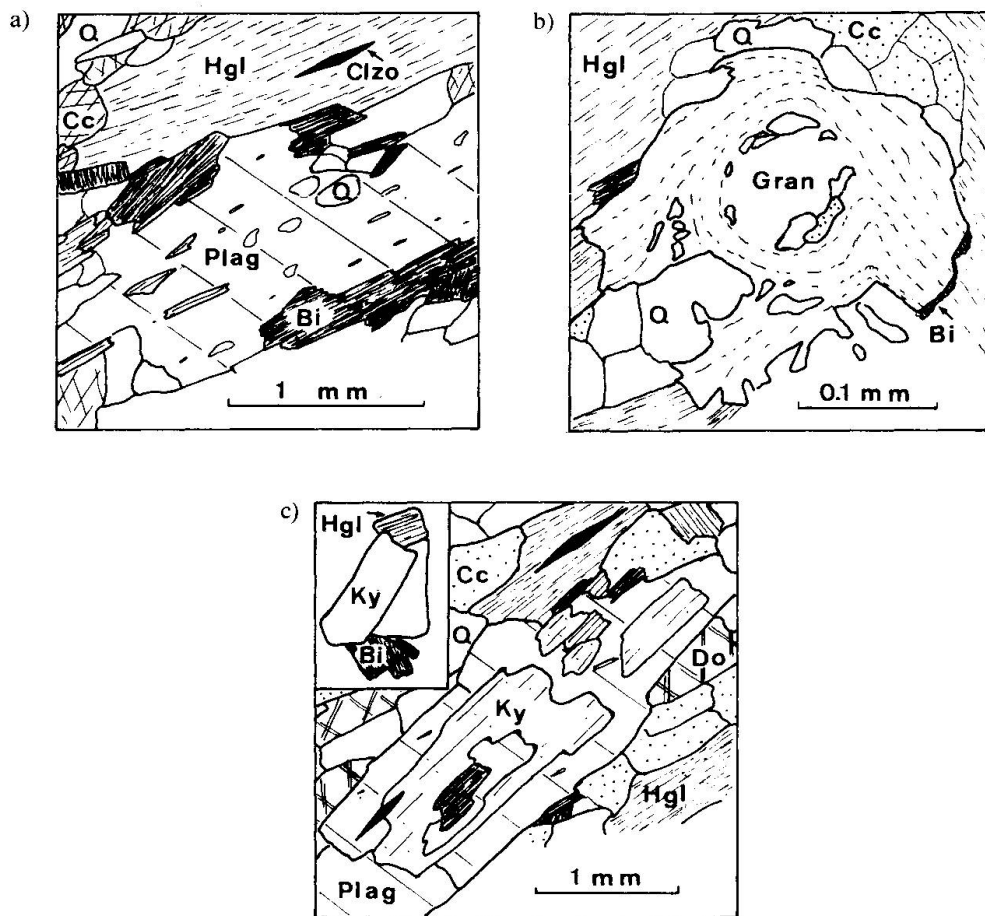 a)
Q
Hgl
Clzo
Cc
Q
Plag
Bi
1 mm
b)
Q
Cc
Hgl
Gran
Q
Bi
0.1 mm
c)
Hgl
Ky
Bi
Cc
Q
Do
Ky
Hgl
Plag
1 mm